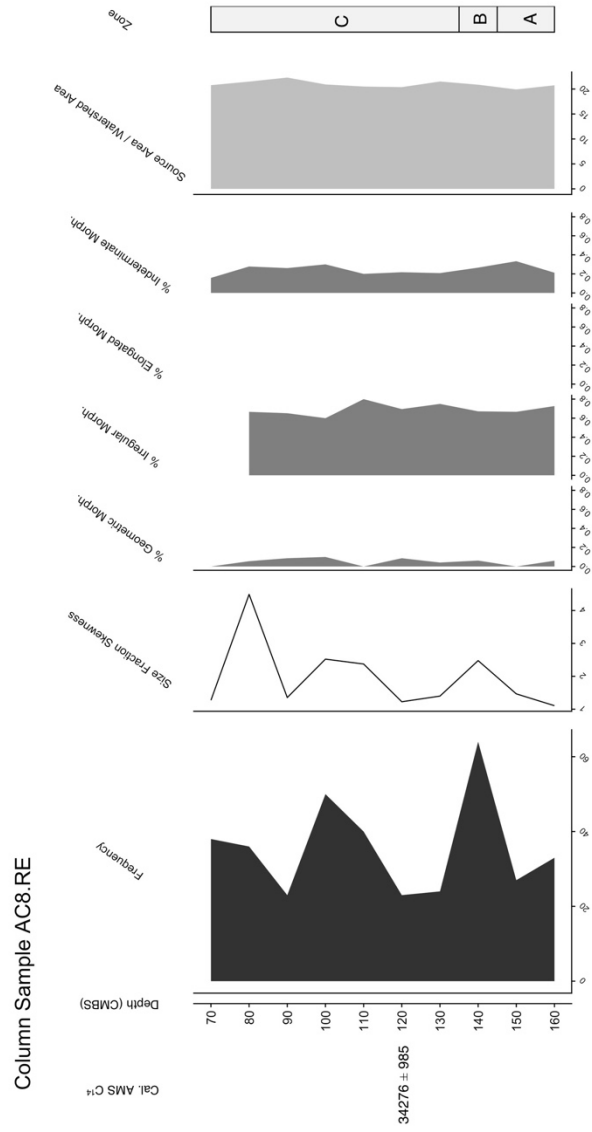 Column Sample AC8.RE
Cal. AMS C¹⁴
Depth (CMBS)
Frequency
Size Fraction Skewness
% Geometric Morph.
% Irregular Morph.
% Elongated Morph.
% Indeterminate Morph.
Source Area / Watershed Area
Zone
34276 ± 985
70
80
90
100
110
120
130
140
150
160
C
B
A
0 20 40 60
1 2 3 4
0.0 0.2 0.4 0.6 0.8
0.0 0.2 0.4 0.6 0.8
0.0 0.2 0.4 0.6 0.8
0.0 0.2 0.4 0.6 0.8
0 5 10 15 20